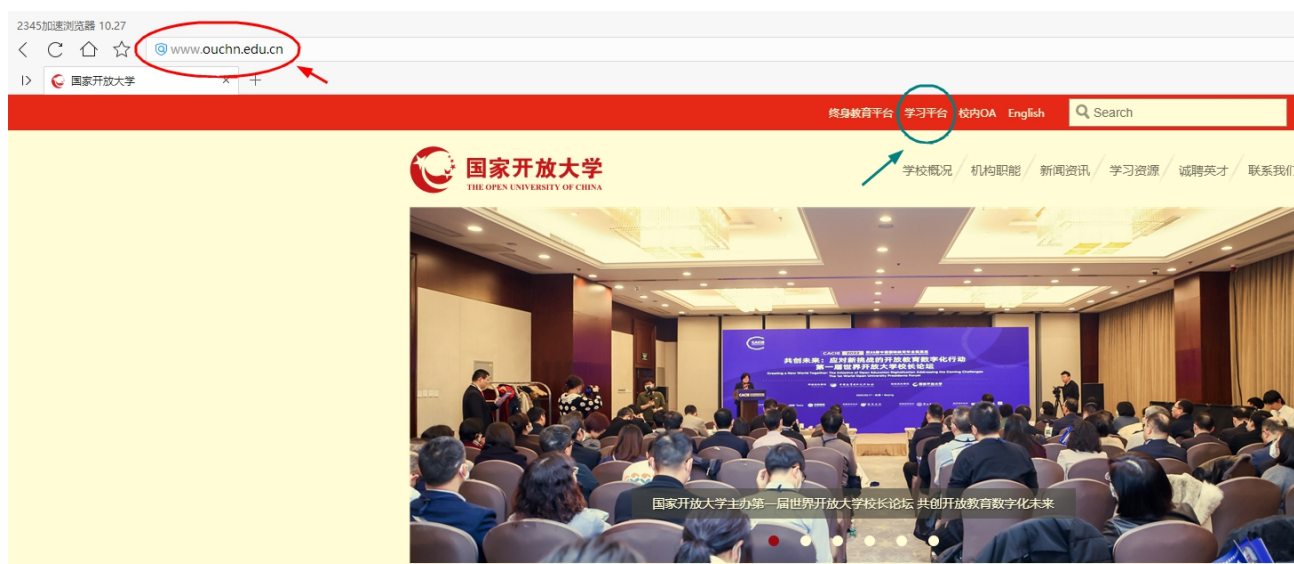 2345加速浏览器 10.27
www.ouchn.edu.cn
国家开放大学
终身教育平台 学习平台 校内OA English Search
国家开放大学
THE OPEN UNIVERSITY OF CHINA
学校概况 / 机构职能 / 新闻资讯 / 学习资源 / 诚聘英才 / 联系我们
CACIE
共创未来:应对新挑战的开放教育数字化行动
第一届世界开放大学校长论坛
国家开放大学主办第一届世界开放大学校长论坛 共创开放教育数字化未来